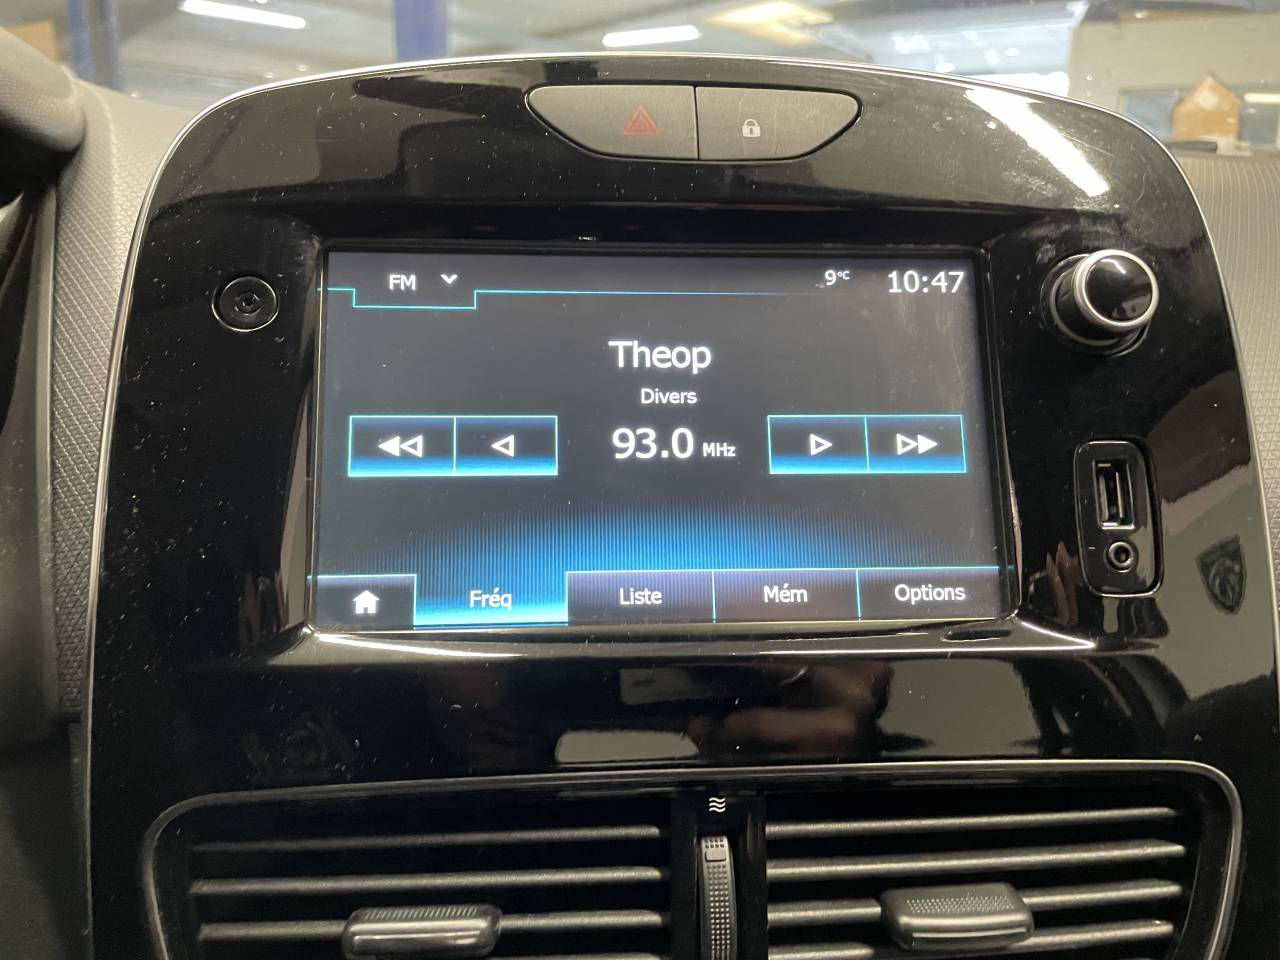 FM 9°C 10:47
Theop
Divers
93.0 MHz
Fréq Liste Mém Options